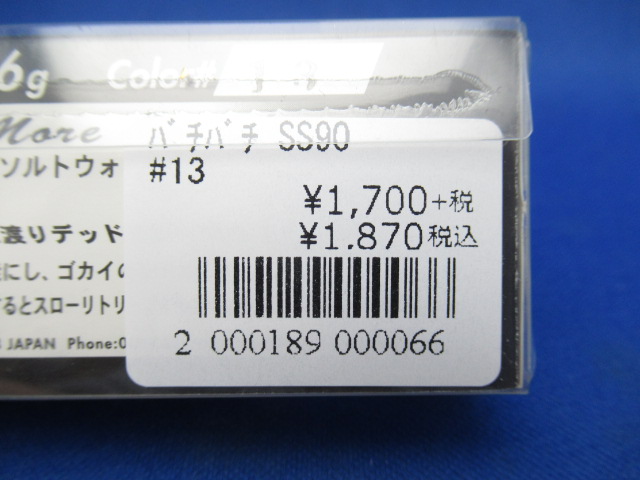 6g Color#
More
バチバチ SS90
ソルトウォ
#13
¥1,700+税
渡りデッド
¥1.870税込
にし、ゴカイの
るとスローリトリ
JAPAN Phone:0
2 000189 000066